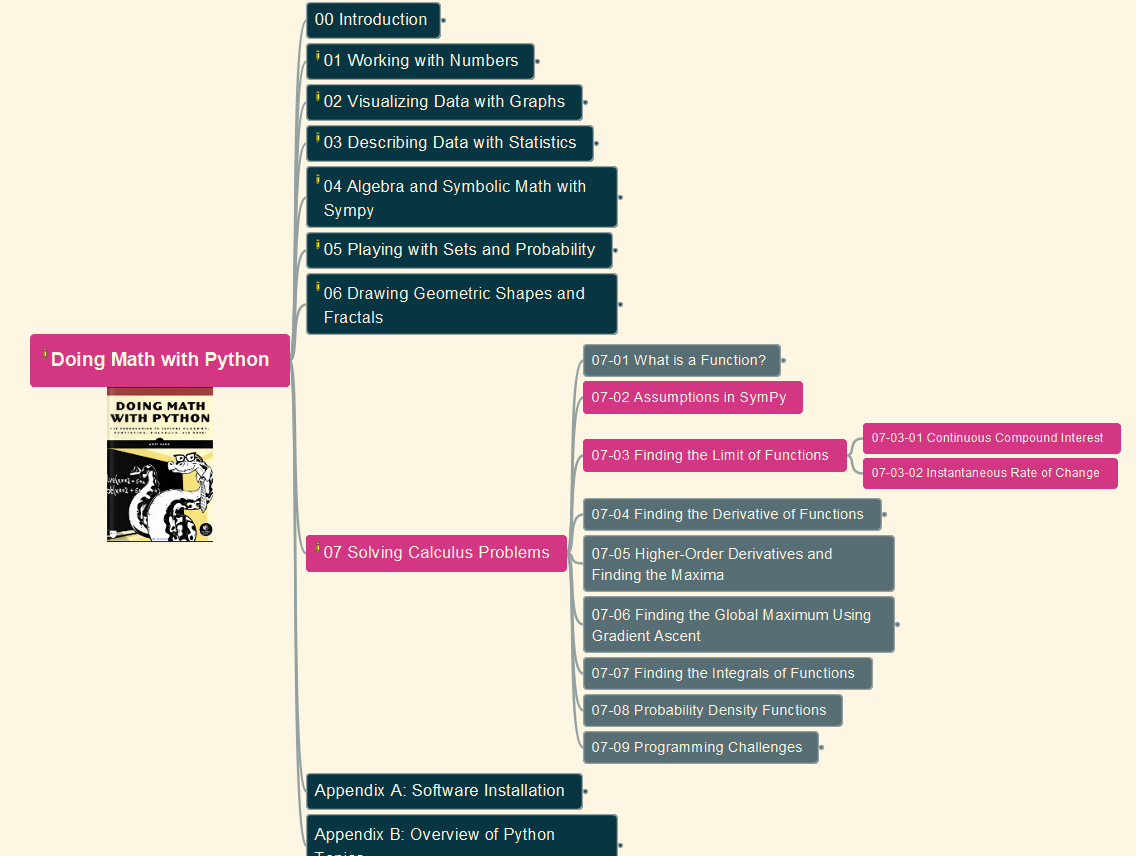 00 Introduction
01 Working with Numbers
02 Visualizing Data with Graphs
03 Describing Data with Statistics
04 Algebra and Symbolic Math with
Sympy
05 Playing with Sets and Probability
06 Drawing Geometric Shapes and
Fractals
Doing Math with Python
DOING MATH
WITH PYTHON
07 Solving Calculus Problems
07-01 What is a Function?
07-02 Assumptions in SymPy
07-03 Finding the Limit of Functions
07-03-01 Continuous Compound Interest
07-03-02 Instantaneous Rate of Change
07-04 Finding the Derivative of Functions
07-05 Higher-Order Derivatives and
Finding the Maxima
07-06 Finding the Global Maximum Using
Gradient Ascent
07-07 Finding the Integrals of Functions
07-08 Probability Density Functions
07-09 Programming Challenges
Appendix A: Software Installation
Appendix B: Overview of Python